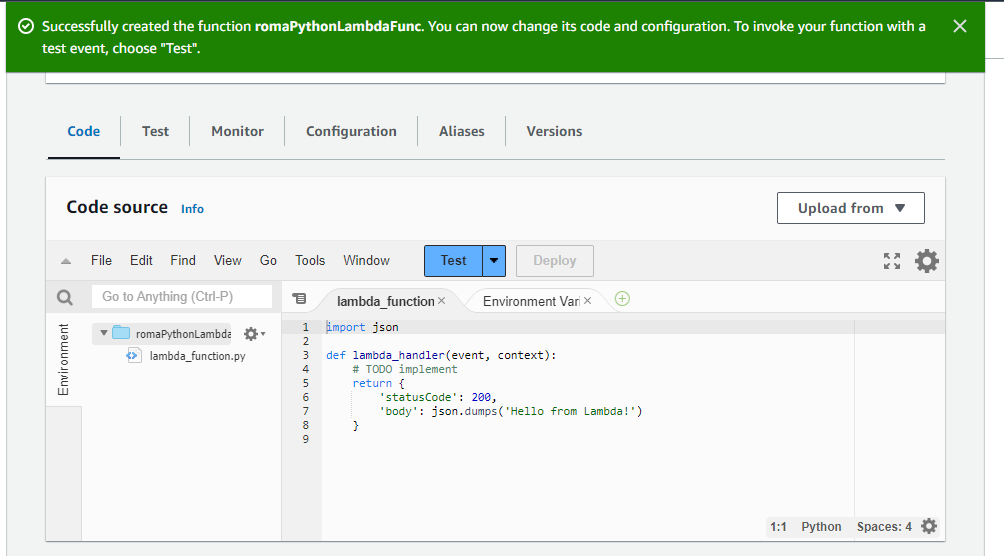 Successfully created the function romaPythonLambdaFunc. You can now change its code and configuration. To invoke your function with a
test event, choose "Test".
Code Test Monitor Configuration Aliases Versions
Code source Info Upload from
File Edit Find View Go Tools Window Test Deploy
Go to Anything (Ctrl-P) lambda_function Environment Vari
Environment
romaPythonLambda
lambda_function.py
1 import json
2
3 def lambda_handler(event, context):
4 # TODO implement
5 return {
6 'statusCode': 200,
7 'body': json.dumps('Hello from Lambda!')
8 }
9
1:1 Python Spaces: 4